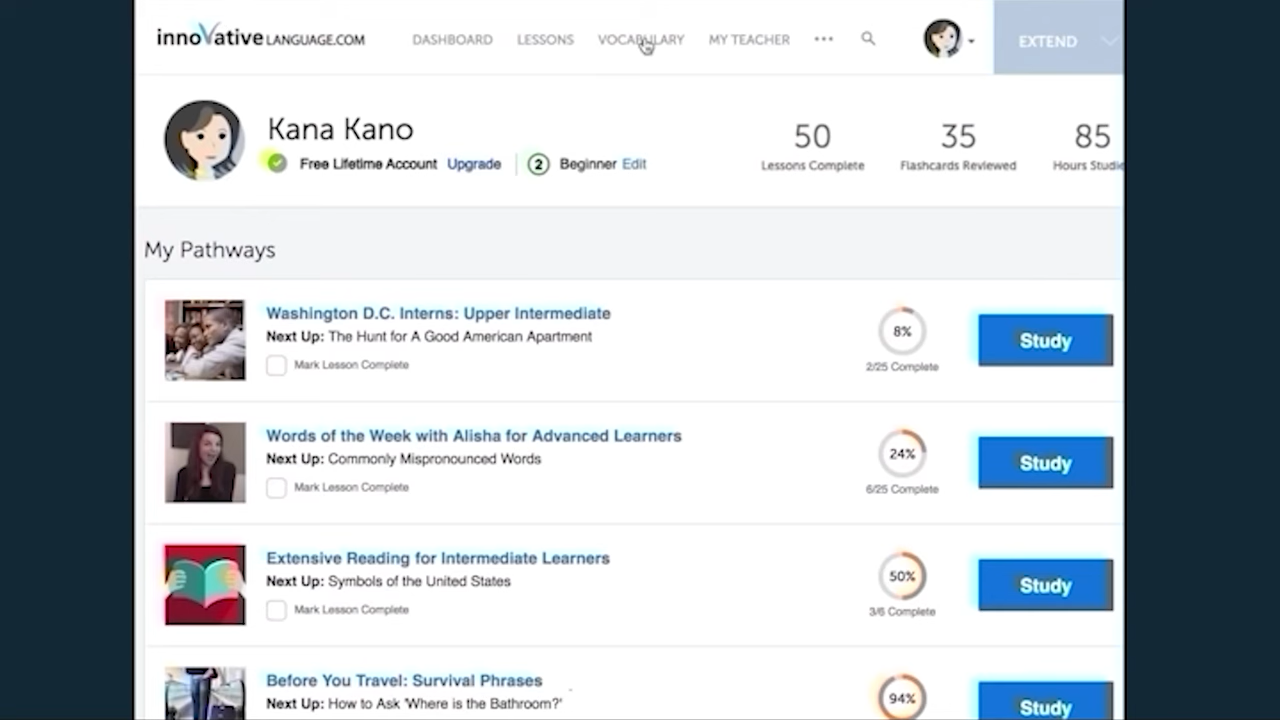 innoVative LANGUAGE.COM DASHBOARD LESSONS VOCABULARY MY TEACHER ••• EXTEND
Kana Kano
Free Lifetime Account Upgrade 2 Beginner Edit
50 35 85
Lessons Complete Flashcards Reviewed Hours Studie
My Pathways
Washington D.C. Interns: Upper Intermediate
Next Up: The Hunt for A Good American Apartment
Mark Lesson Complete
8%
2/25 Complete
Study
Words of the Week with Alisha for Advanced Learners
Next Up: Commonly Mispronounced Words
Mark Lesson Complete
24%
6/25 Complete
Study
Extensive Reading for Intermediate Learners
Next Up: Symbols of the United States
Mark Lesson Complete
50%
3/6 Complete
Study
Before You Travel: Survival Phrases
Next Up: How to Ask 'Where is the Bathroom?'
94%
Study